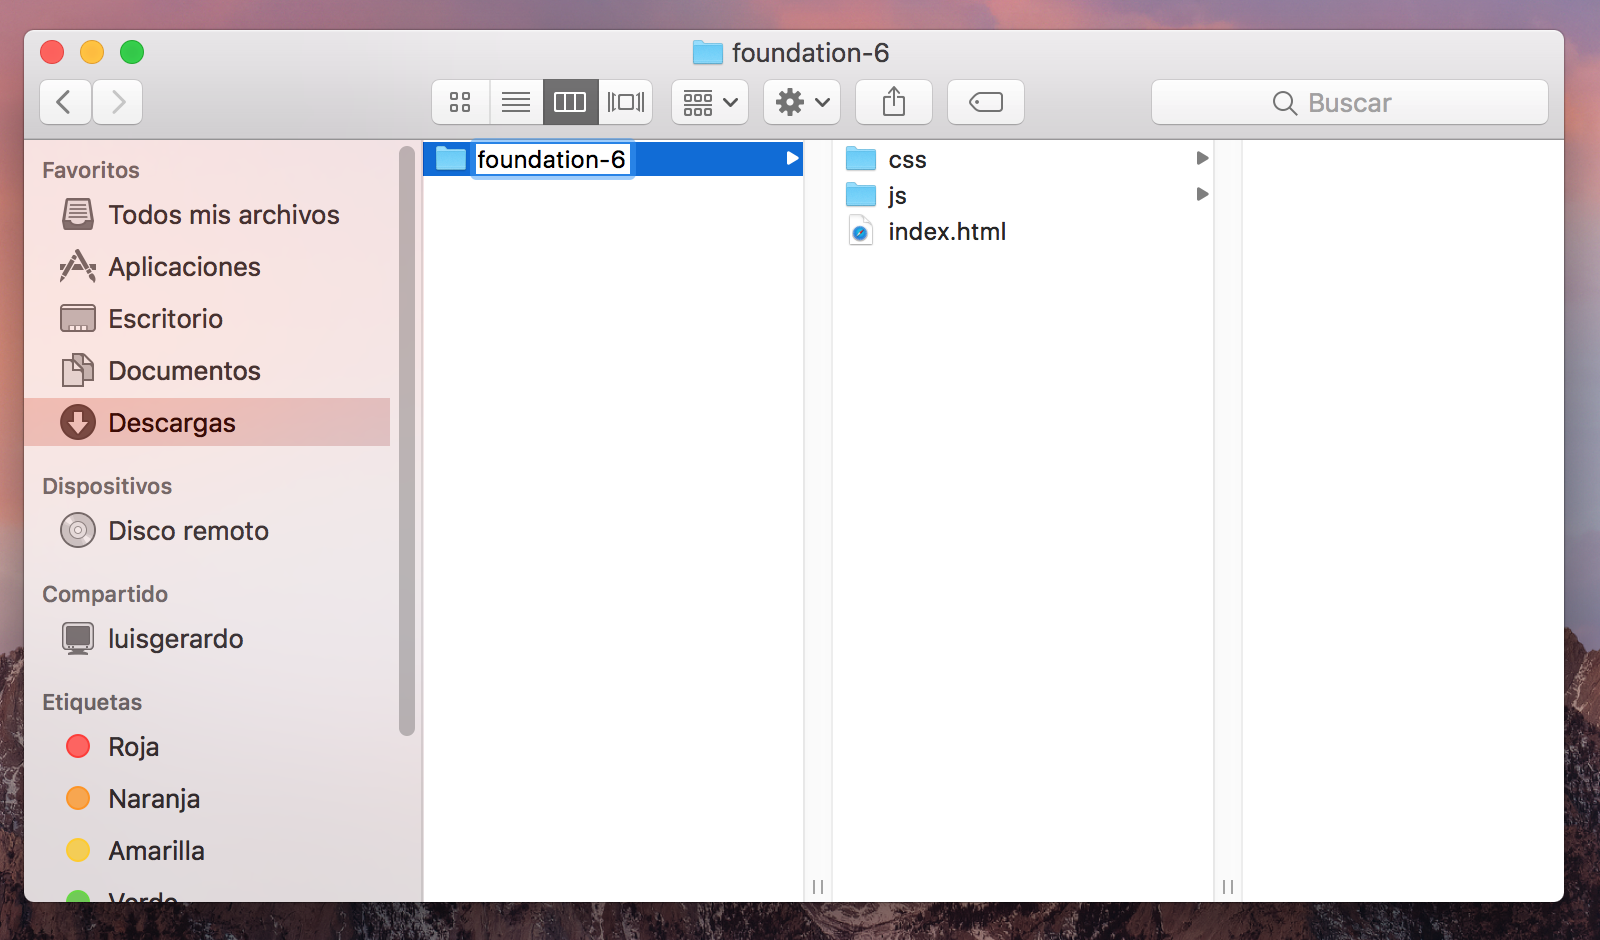 foundation-6
Buscar
Favoritos
Todos mis archivos
Aplicaciones
Escritorio
Documentos
Descargas
Dispositivos
Disco remoto
Compartido
luisgerardo
Etiquetas
Roja
Naranja
Amarilla
Verde
foundation-6
css
js
index.html